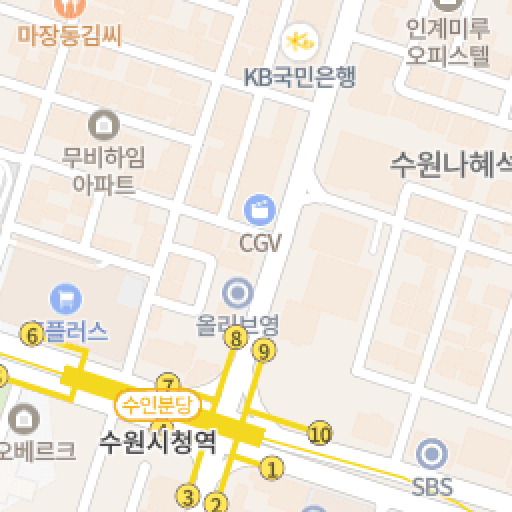 마장동김씨
인계미루
오피스텔
KB국민은행
무비하임
아파트
수원나혜석
CGV
올리브영
플러스
6
8
9
7
수인분당
4
수원시청역
10
오베르크
1
SBS
3
2